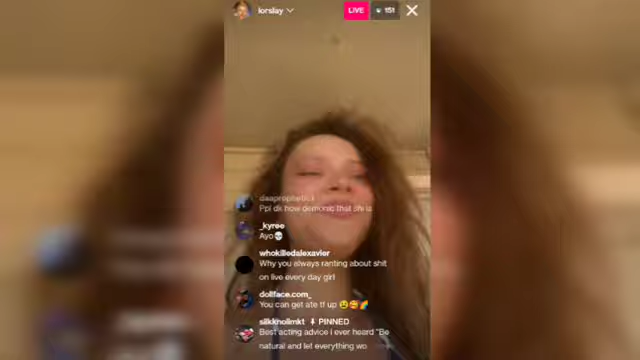 lorslay
LIVE
151
daaprophetick
Ppl dk how demonic that shi is
_kyree
Ayo💀
whokilledalexavier
Why you always ranting about shit
on live every day girl
dollface.com_
You can get ate tf up 😢🥰🌈
silkknolimkt PINNED
Best acting advice i ever heard "Be
natural and let everything wo